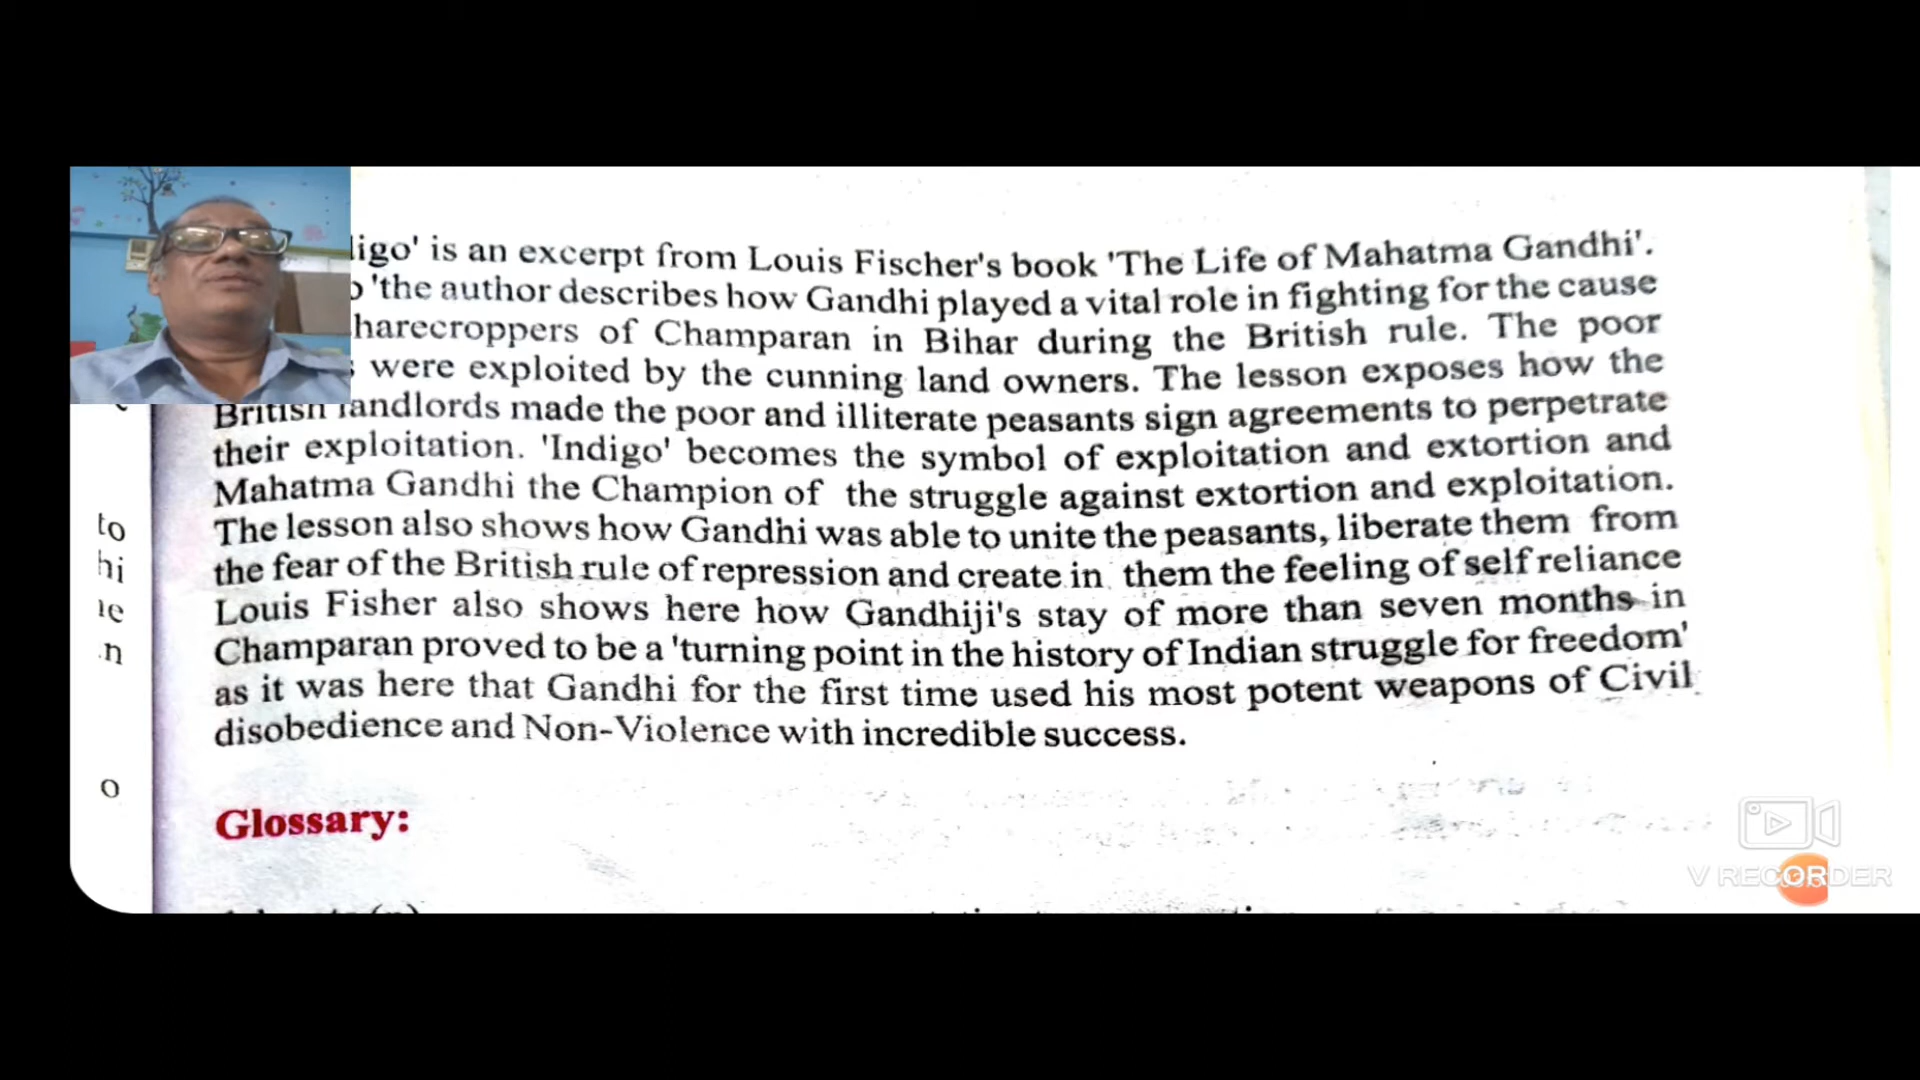 igo' is an excerpt from Louis Fischer's book 'The Life of Mahatma Gandhi'.
'the author describes how Gandhi played a vital role in fighting for the cause
harecroppers of Champaran in Bihar during the British rule. The poor
were exploited by the cunning land owners. The lesson exposes how the
British landlords made the poor and illiterate peasants sign agreements to perpetrate
their exploitation. 'Indigo' becomes the symbol of exploitation and extortion and
Mahatma Gandhi the Champion of the struggle against extortion and exploitation.
The lesson also shows how Gandhi was able to unite the peasants, liberate them from
the fear of the British rule of repression and create in them the feeling of self reliance
Louis Fisher also shows here how Gandhiji's stay of more than seven months in
Champaran proved to be a 'turning point in the history of Indian struggle for freedom'
as it was here that Gandhi for the first time used his most potent weapons of Civil
disobedience and Non-Violence with incredible success.
Glossary:
to
hi
n
o
V RECORDER